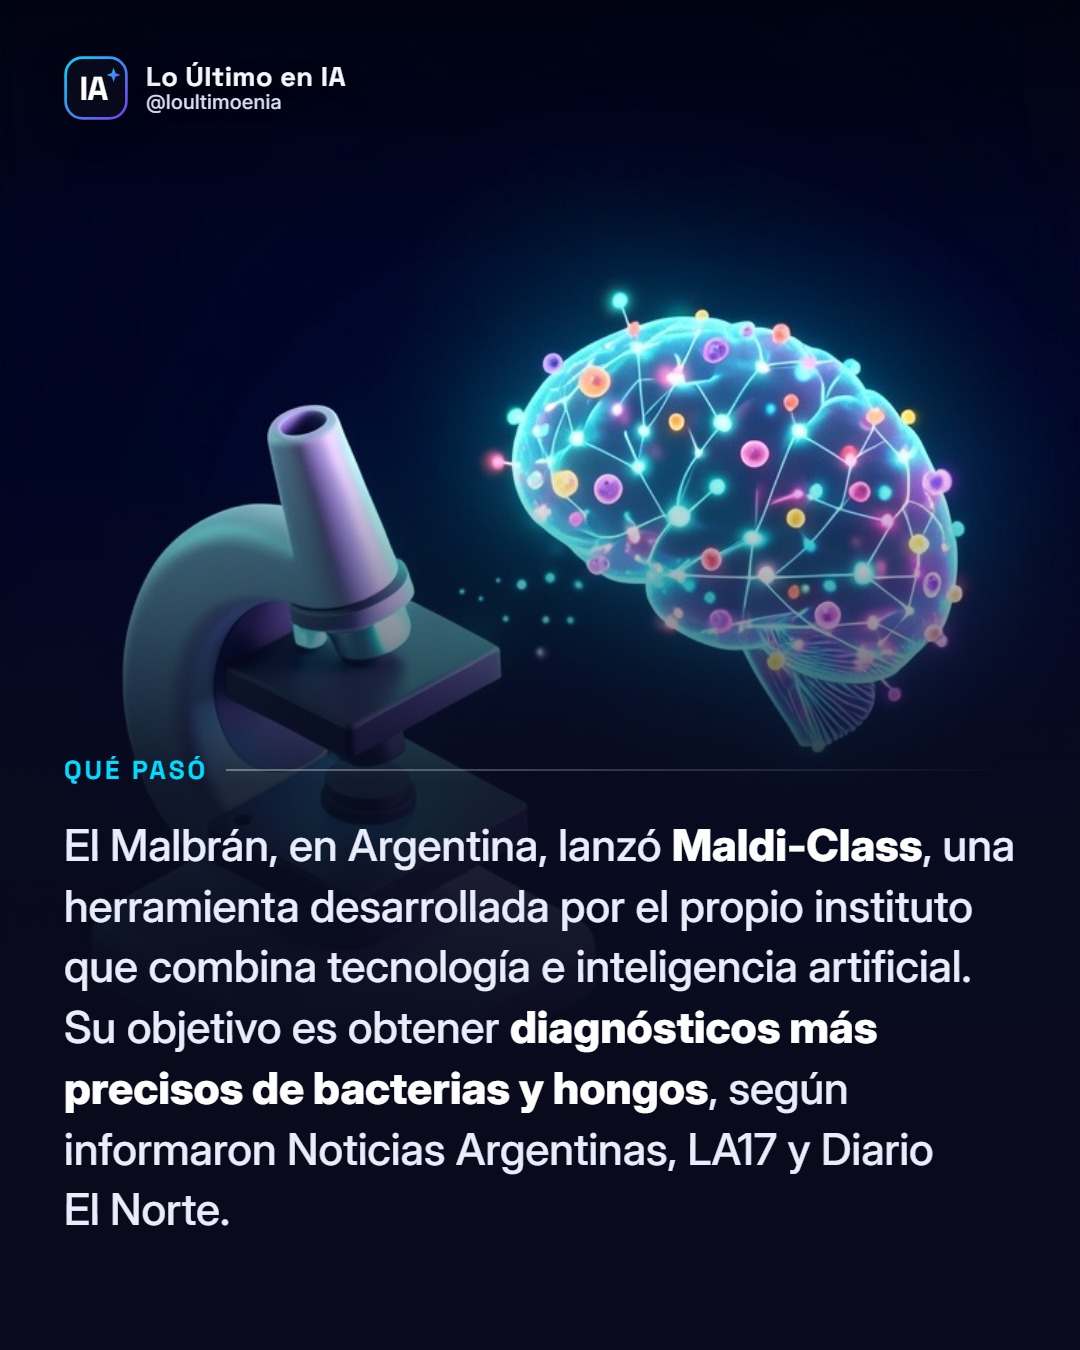 IA
Lo Último en IA
@loultimoenia
QUÉ PASÓ
El Malbrán, en Argentina, lanzó Maldi-Class, una
herramienta desarrollada por el propio instituto
que combina tecnología e inteligencia artificial.
Su objetivo es obtener diagnósticos más
precisos de bacterias y hongos, según
informaron Noticias Argentinas, LA17 y Diario
El Norte.